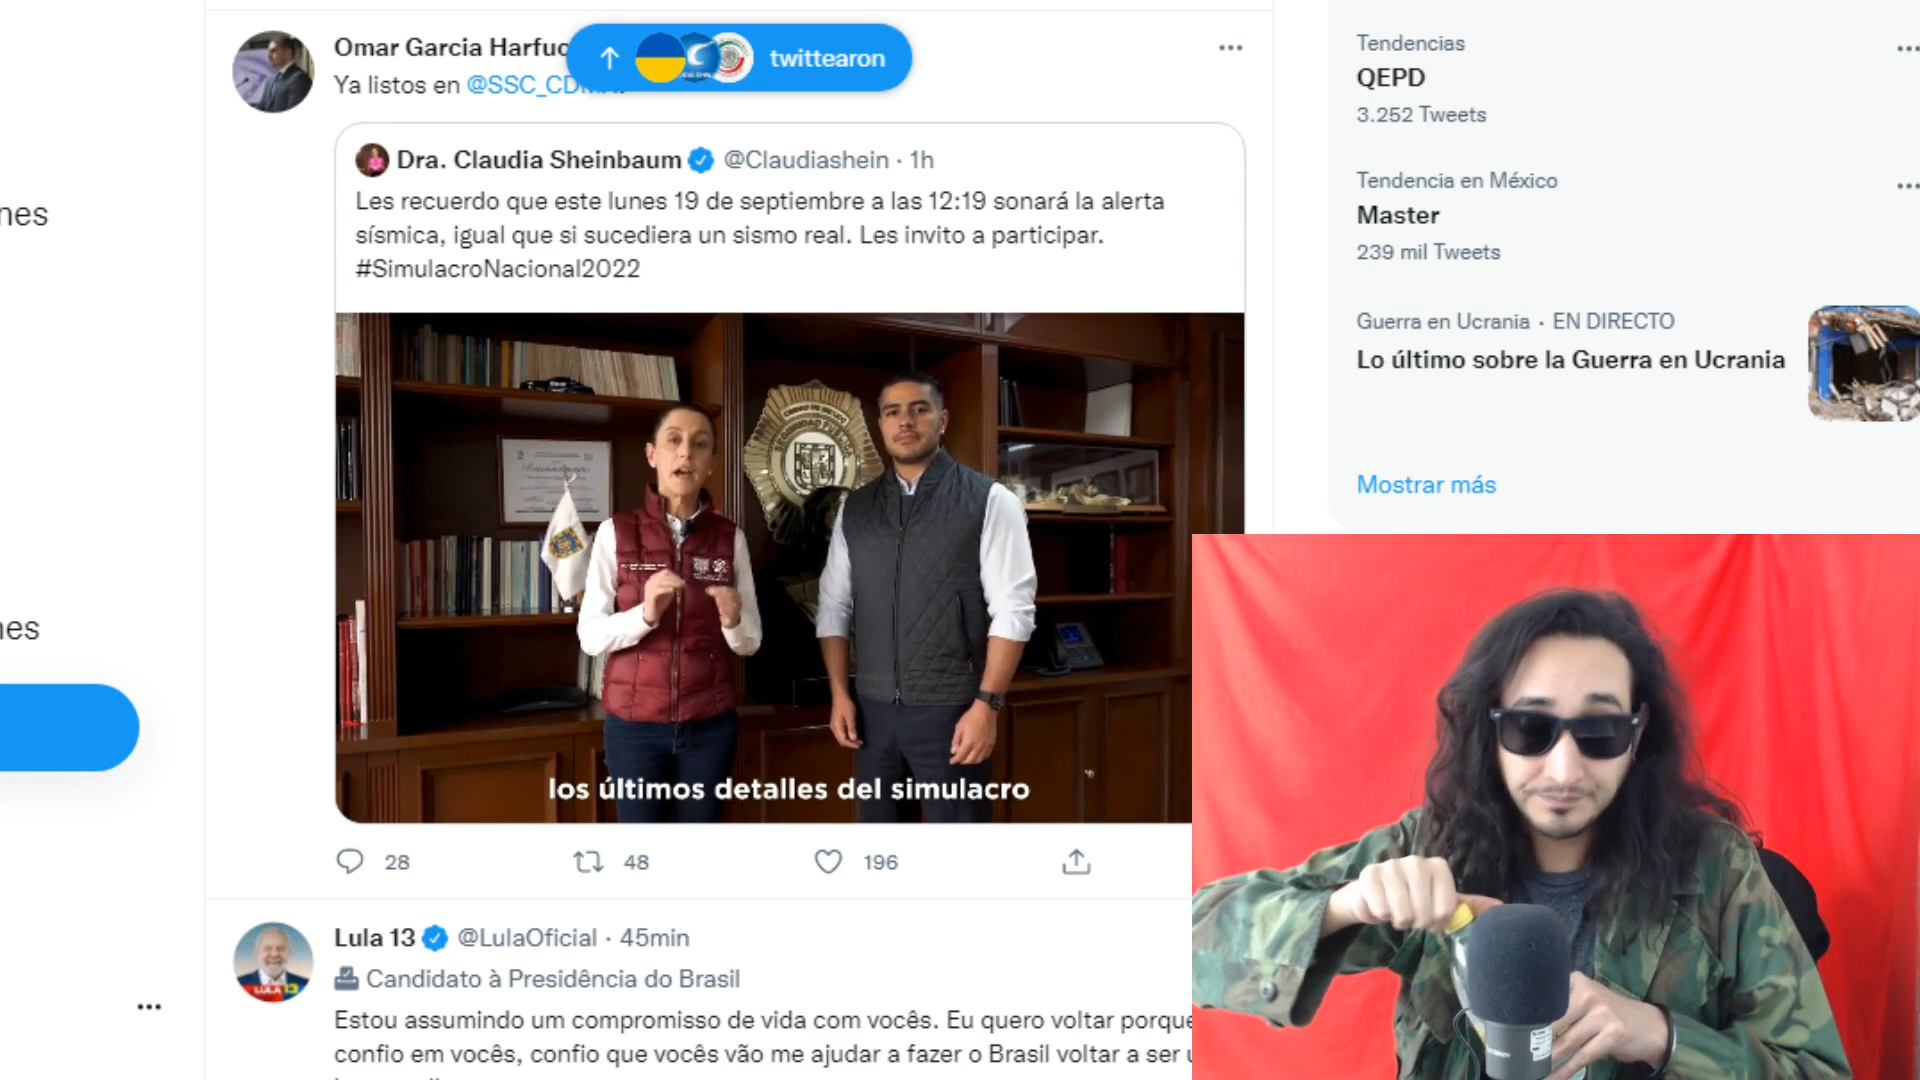 nes
nes
Omar Garcia Harfuc
twittearon
Ya listos en @SSC_CD
Dra. Claudia Sheinbaum @Claudiashein · 1h
Les recuerdo que este lunes 19 de septiembre a las 12:19 sonará la alerta
sísmica, igual que si sucediera un sismo real. Les invito a participar.
#SimulacroNacional2022
los últimos detalles del simulacro
28
48
196
Lula 13 @LulaOficial · 45min
Candidato à Presidência do Brasil
Estou assumindo um compromisso de vida com vocês. Eu quero voltar porque
confio em vocês, confio que vocês vão me ajudar a fazer o Brasil voltar a ser
Tendencias
QEPD
3.252 Tweets
Tendencia en México
Master
239 mil Tweets
Guerra en Ucrania · EN DIRECTO
Lo último sobre la Guerra en Ucrania
Mostrar más